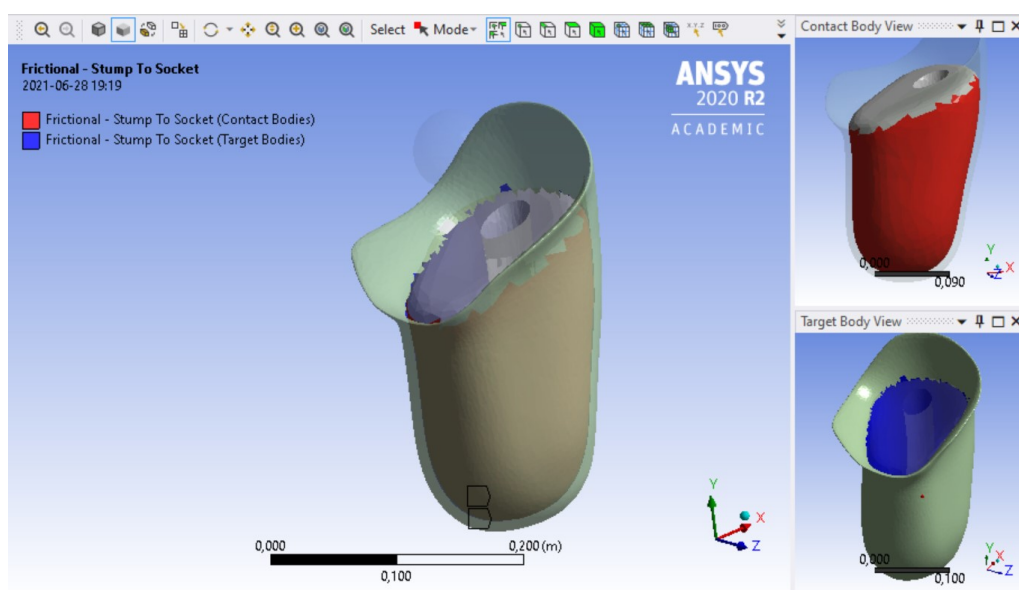 Select
Mode
Contact Body View
Frictional - Stump To Socket
2021-06-28 19:19
Frictional - Stump To Socket (Contact Bodies)
Frictional - Stump To Socket (Target Bodies)
ANSYS
2020 R2
ACADEMIC
Y
X
Z
0,000
0,090
Target Body View
Y
X
Z
0,000
0,200 (m)
0,100
Y
X
Z
0,000
0,100